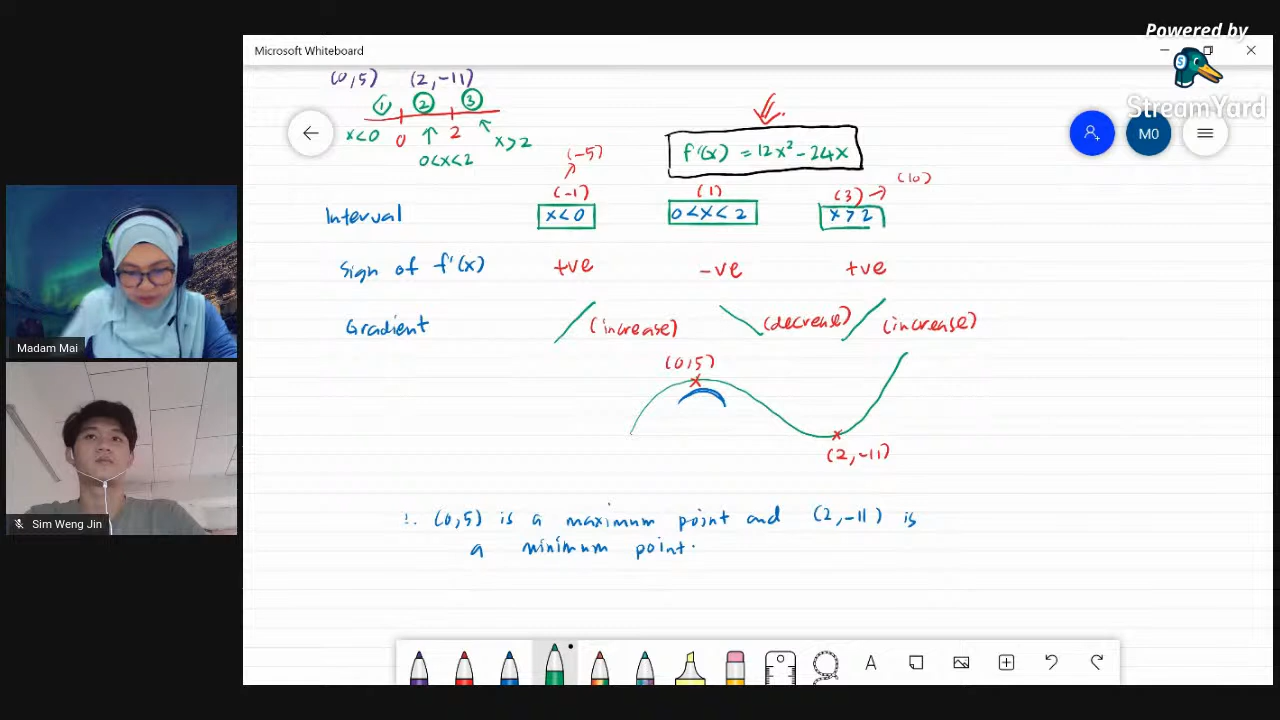 Powered by
StreamYard
Microsoft Whiteboard
(0,5) (2,-11)
① ② ③
x<0 0 2 x>2
0<x<2
f'(x) = 12x² - 24x
(-5)
(-1) (1) (3) → (10)
Interval x<0 0<x<2 x>2
Sign of f'(x) +ve -ve +ve
Gradient / (increase) \ (decrease) / (increase)
(0,5)
(2,-11)
∴ (0,5) is a maximum point and (2,-11) is
a minimum point.
M0
Madam Mai
Sim Weng Jin
A